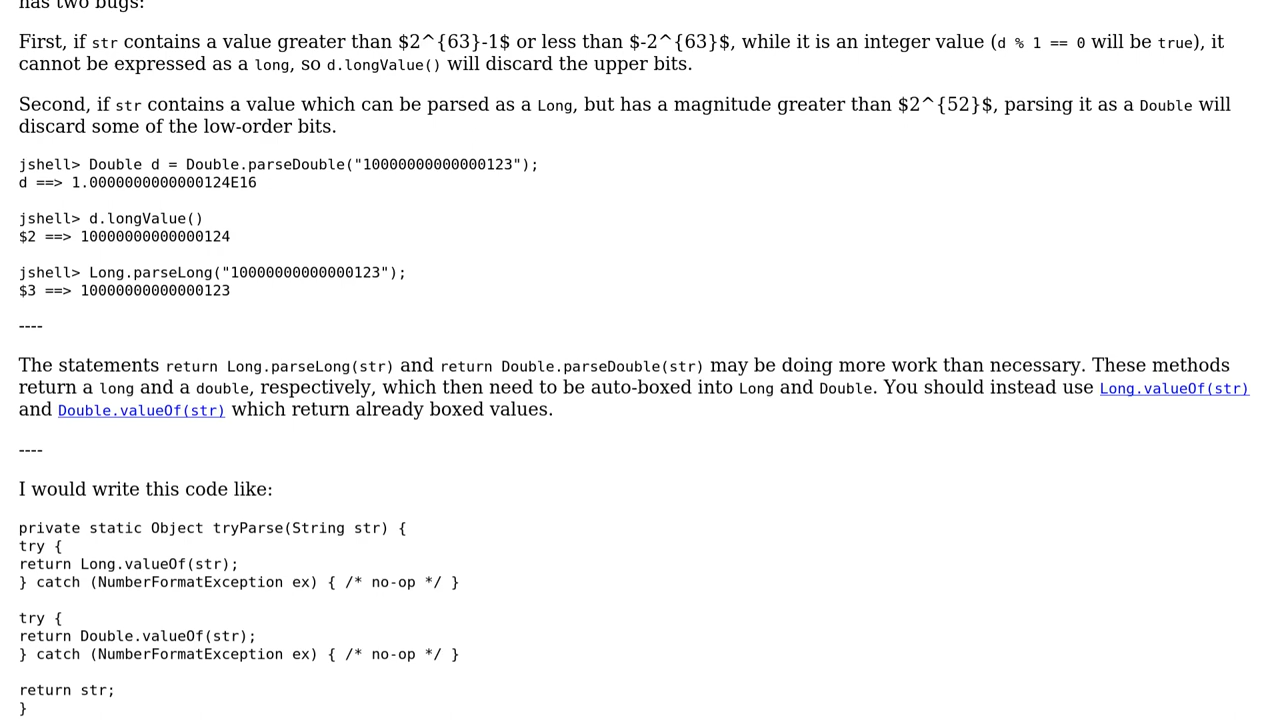 has two bugs:
First, if str contains a value greater than $2^{63}-1$ or less than $-2^{63}$, while it is an integer value (d % 1 == 0 will be true), it
cannot be expressed as a long, so d.longValue() will discard the upper bits.
Second, if str contains a value which can be parsed as a Long, but has a magnitude greater than $2^{52}$, parsing it as a Double will
discard some of the low-order bits.
jshell> Double d = Double.parseDouble("10000000000000123");
d ==> 1.0000000000000124E16
jshell> d.longValue()
$2 ==> 10000000000000124
jshell> Long.parseLong("10000000000000123");
$3 ==> 10000000000000123
----
The statements return Long.parseLong(str) and return Double.parseDouble(str) may be doing more work than necessary. These methods
return a long and a double, respectively, which then need to be auto-boxed into Long and Double. You should instead use Long.valueOf(str)
and Double.valueOf(str) which return already boxed values.
----
I would write this code like:
private static Object tryParse(String str) {
try {
return Long.valueOf(str);
} catch (NumberFormatException ex) { /* no-op */ }
try {
return Double.valueOf(str);
} catch (NumberFormatException ex) { /* no-op */ }
return str;
}